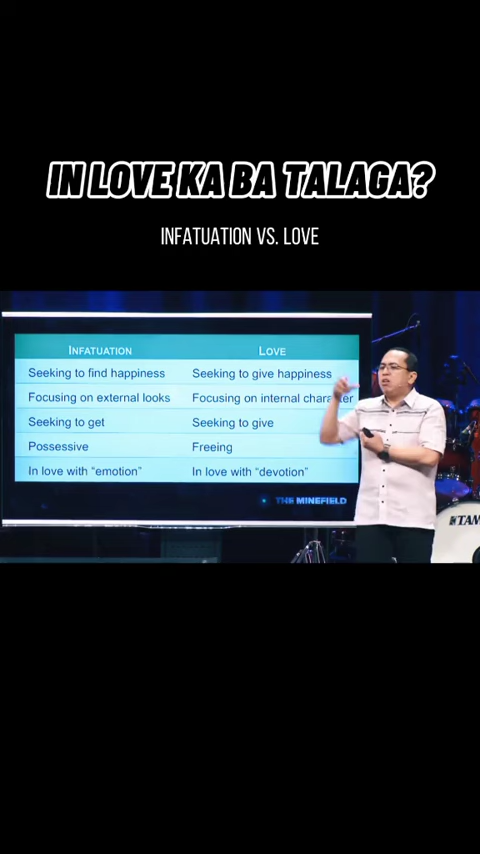 IN LOVE KA BA TALAGA?
INFATUATION VS. LOVE
INFATUATION LOVE
Seeking to find happiness Seeking to give happiness
Focusing on external looks Focusing on internal character
Seeking to get Seeking to give
Possessive Freeing
In love with “emotion” In love with “devotion”
THE MINEFIELD